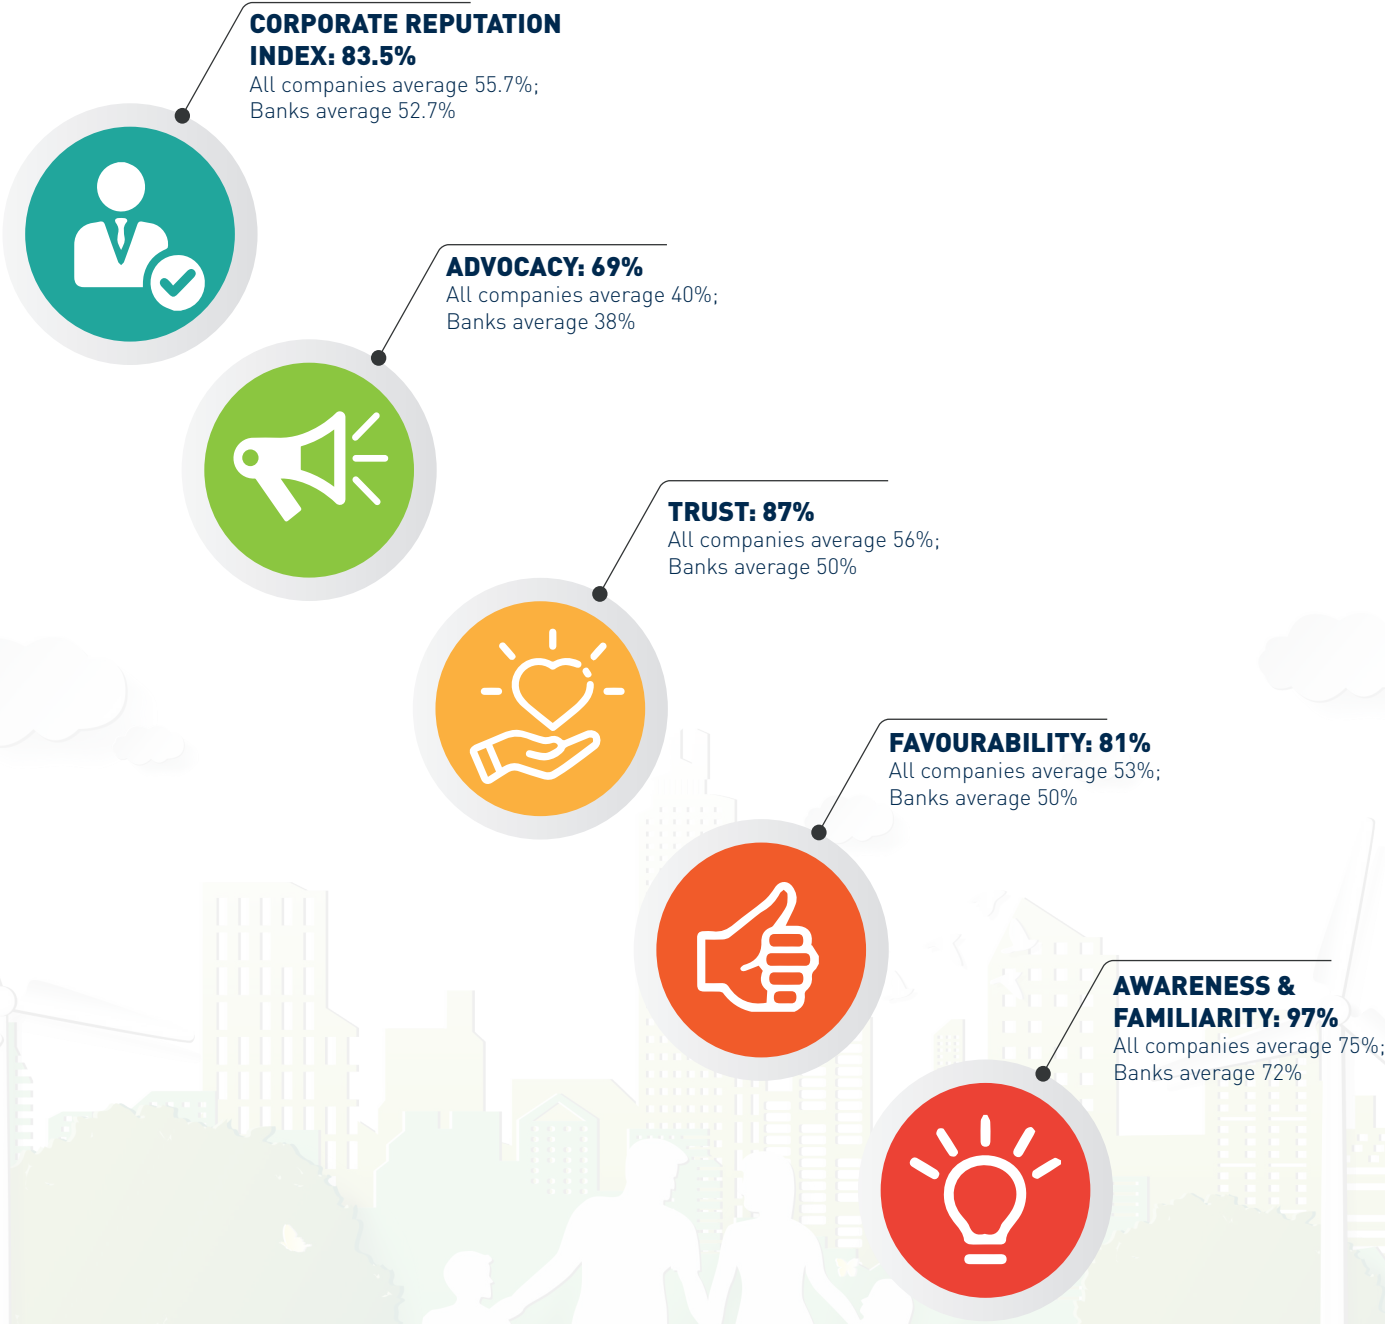 CORPORATE REPUTATION
INDEX: 83.5%
All companies average 55.7%;
Banks average 52.7%
ADVOCACY: 69%
All companies average 40%;
Banks average 38%
TRUST: 87%
All companies average 56%;
Banks average 50%
FAVOURABILITY: 81%
All companies average 53%;
Banks average 50%
AWARENESS &
FAMILIARITY: 97%
All companies average 75%;
Banks average 72%